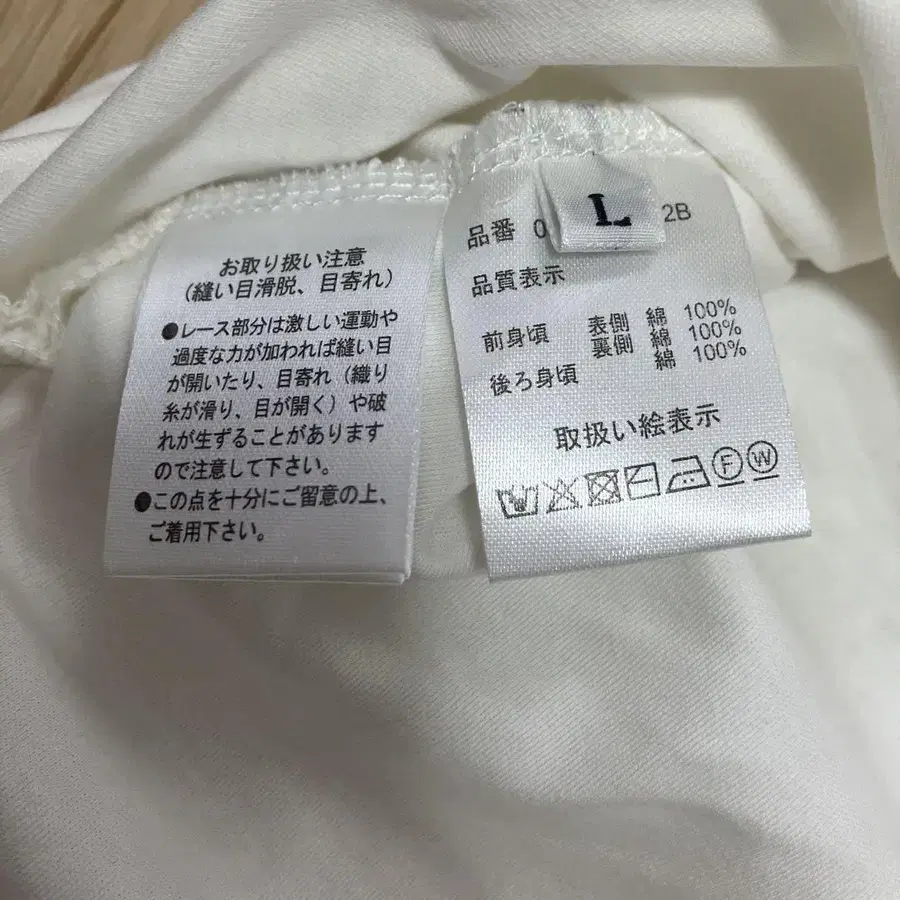 お取り扱い注意
(縫い目滑脱、目寄れ)
●レース部分は激しい運動や
過度な力が加われば縫い目
が開いたり、目寄れ(織り
糸が滑り、目が開く)や破
れが生ずることがあります
ので注意して下さい。
●この点を十分にご留意の上、
ご着用下さい。
L
品番 0 2B
品質表示
前身頃 表側 綿 100%
裏側 綿 100%
後ろ身頃 綿 100%
取扱い絵表示
F W